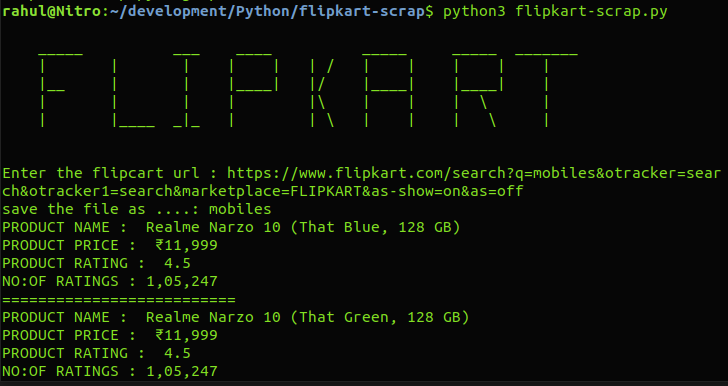 rahul@Nitro:~/development/Python/flipkart-scrap$ python3 flipkart-scrap.py
FLIPKART
Enter the flipcart url : https://www.flipkart.com/search?q=mobiles&otracker=sear
ch&otracker1=search&marketplace=FLIPKART&as-show=on&as=off
save the file as ....: mobiles
PRODUCT NAME :  Realme Narzo 10 (That Blue, 128 GB)
PRODUCT PRICE :  ₹11,999
PRODUCT RATING :  4.5
NO:OF RATINGS : 1,05,247
==========================
PRODUCT NAME :  Realme Narzo 10 (That Green, 128 GB)
PRODUCT PRICE :  ₹11,999
PRODUCT RATING :  4.5
NO:OF RATINGS : 1,05,247